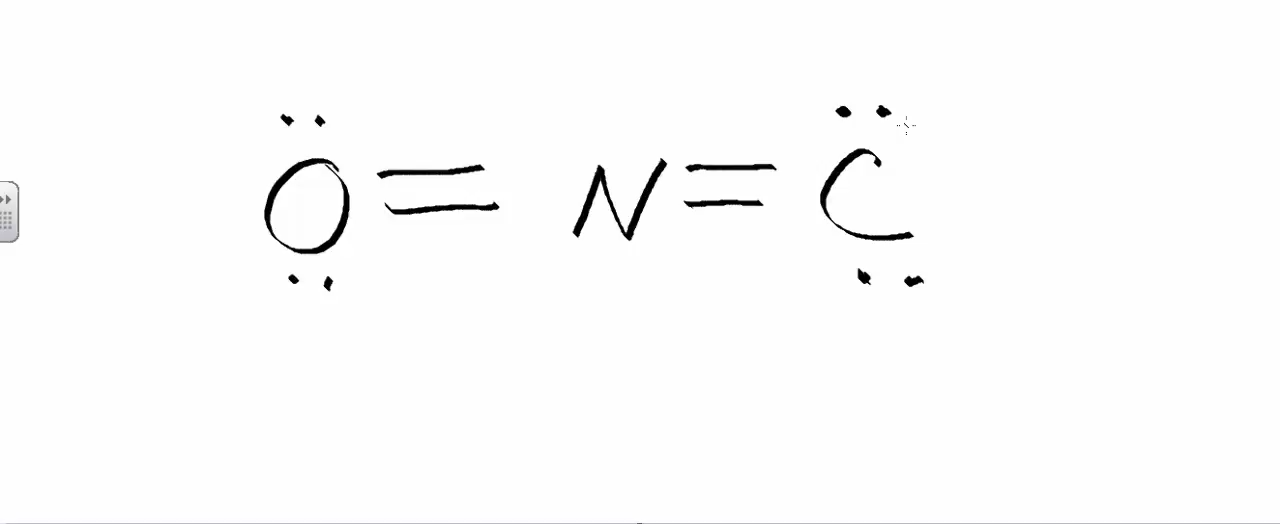 O = N = C